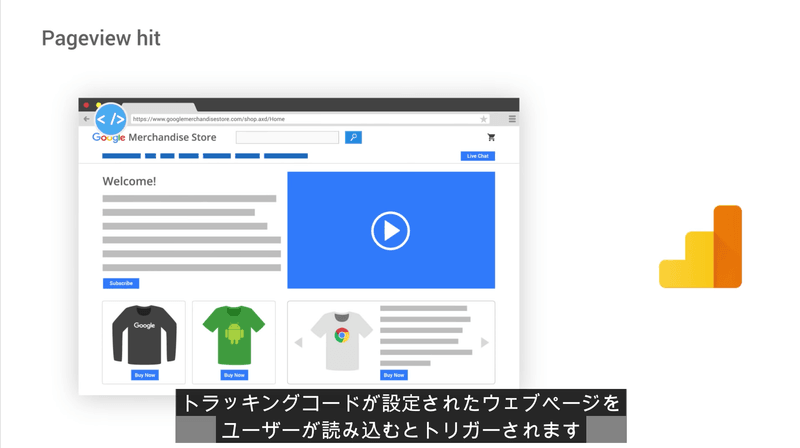 Pageview hit
</>
https://www.googlemerchandisestore.com/shop.axd/Home
Google Merchandise Store
Live Chat
Welcome!
Subscribe
Google
Buy Now
Buy Now
Buy Now
トラッキングコードが設定されたウェブページを
ユーザーが読み込むとトリガーされます